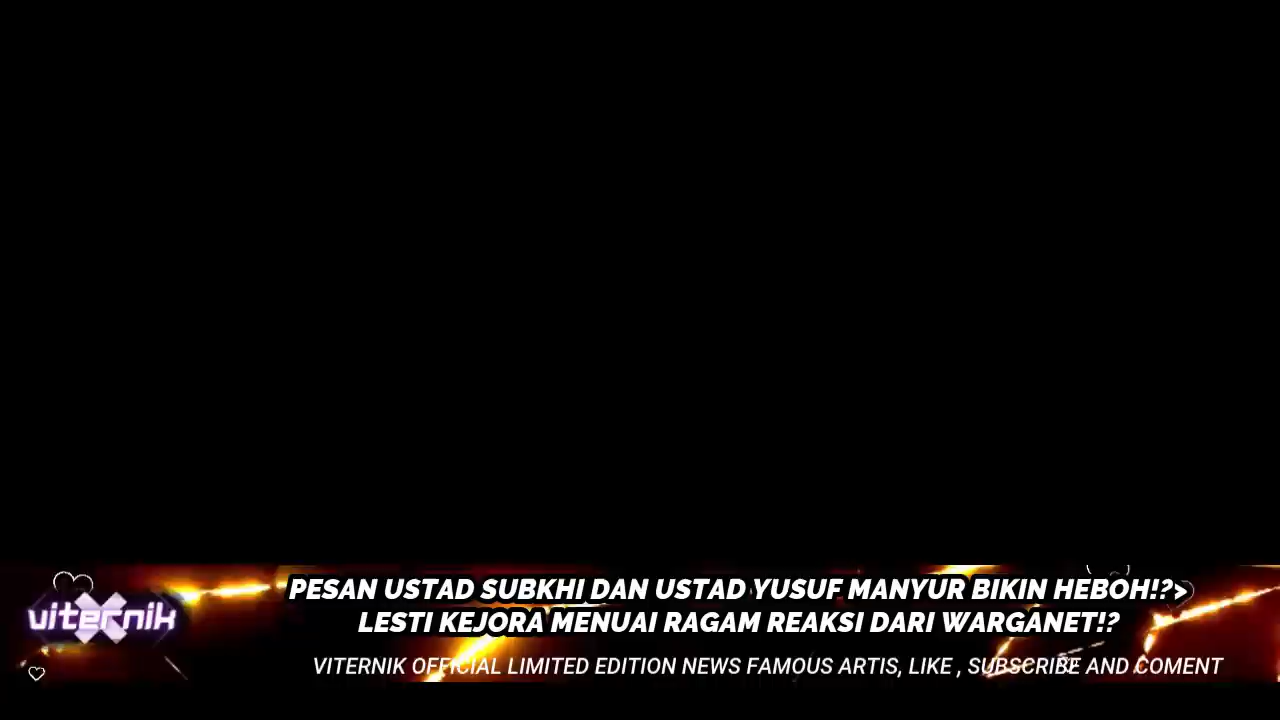 PESAN USTAD SUBKHI DAN USTAD YUSUF MANYUR BIKIN HEBOH!?>
LESTI KEJORA MENUAI RAGAM REAKSI DARI WARGANET!?
viternik
VITERNIK OFFICIAL LIMITED EDITION NEWS FAMOUS ARTIS, LIKE , SUBSCRIBE AND COMENT